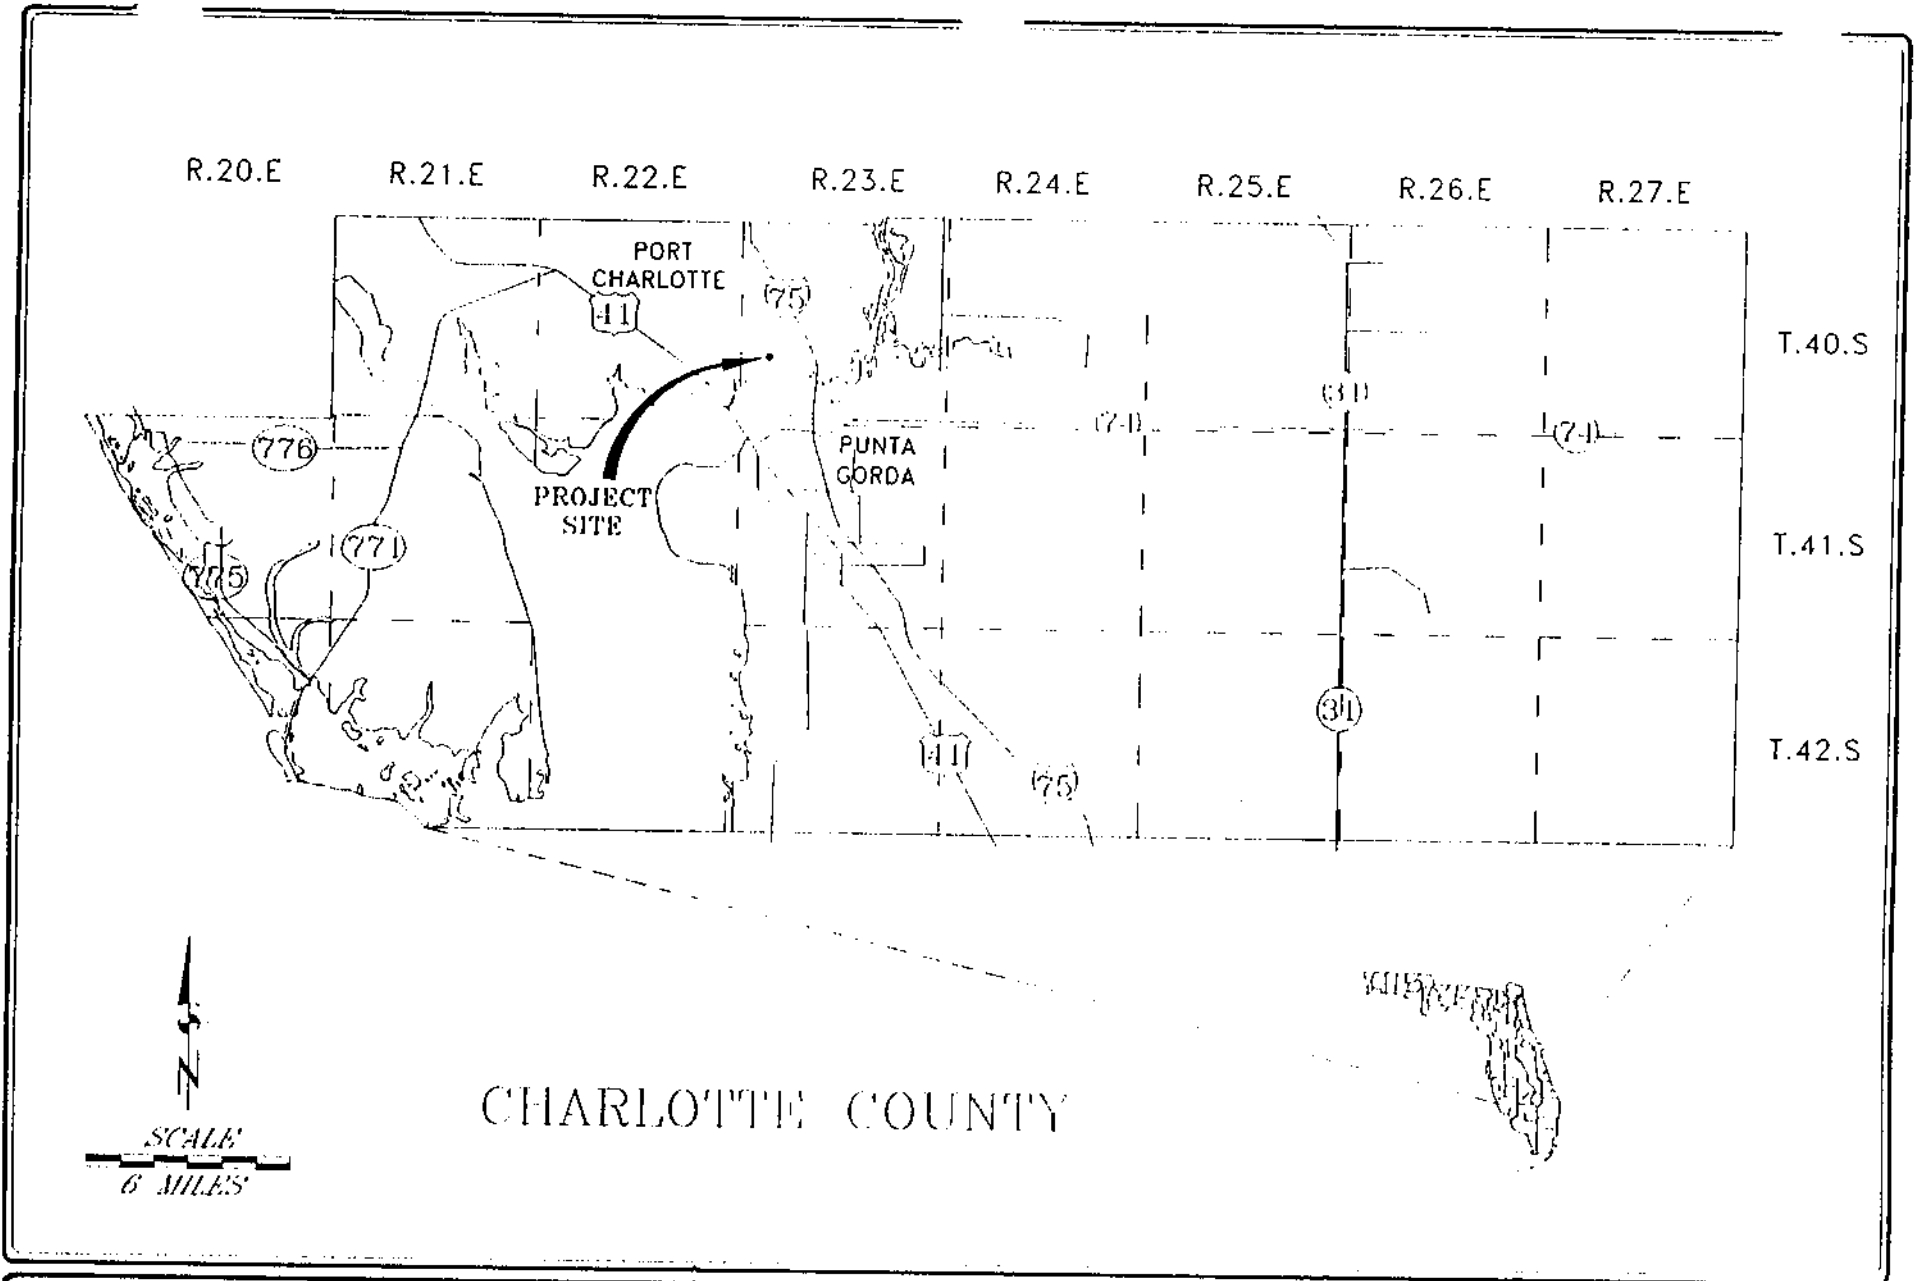 R.20.E R.21.E R.22.E R.23.E R.24.E R.25.E R.26.E R.27.E
PORT
CHARLOTTE
75
41
T.40.S
31
74
74
776
PUNTA
GORDA
PROJECT
SITE
771
T.41.S
775
31
41
T.42.S
75
N
CHARLOTTE COUNTY
SCALE
6 MILES